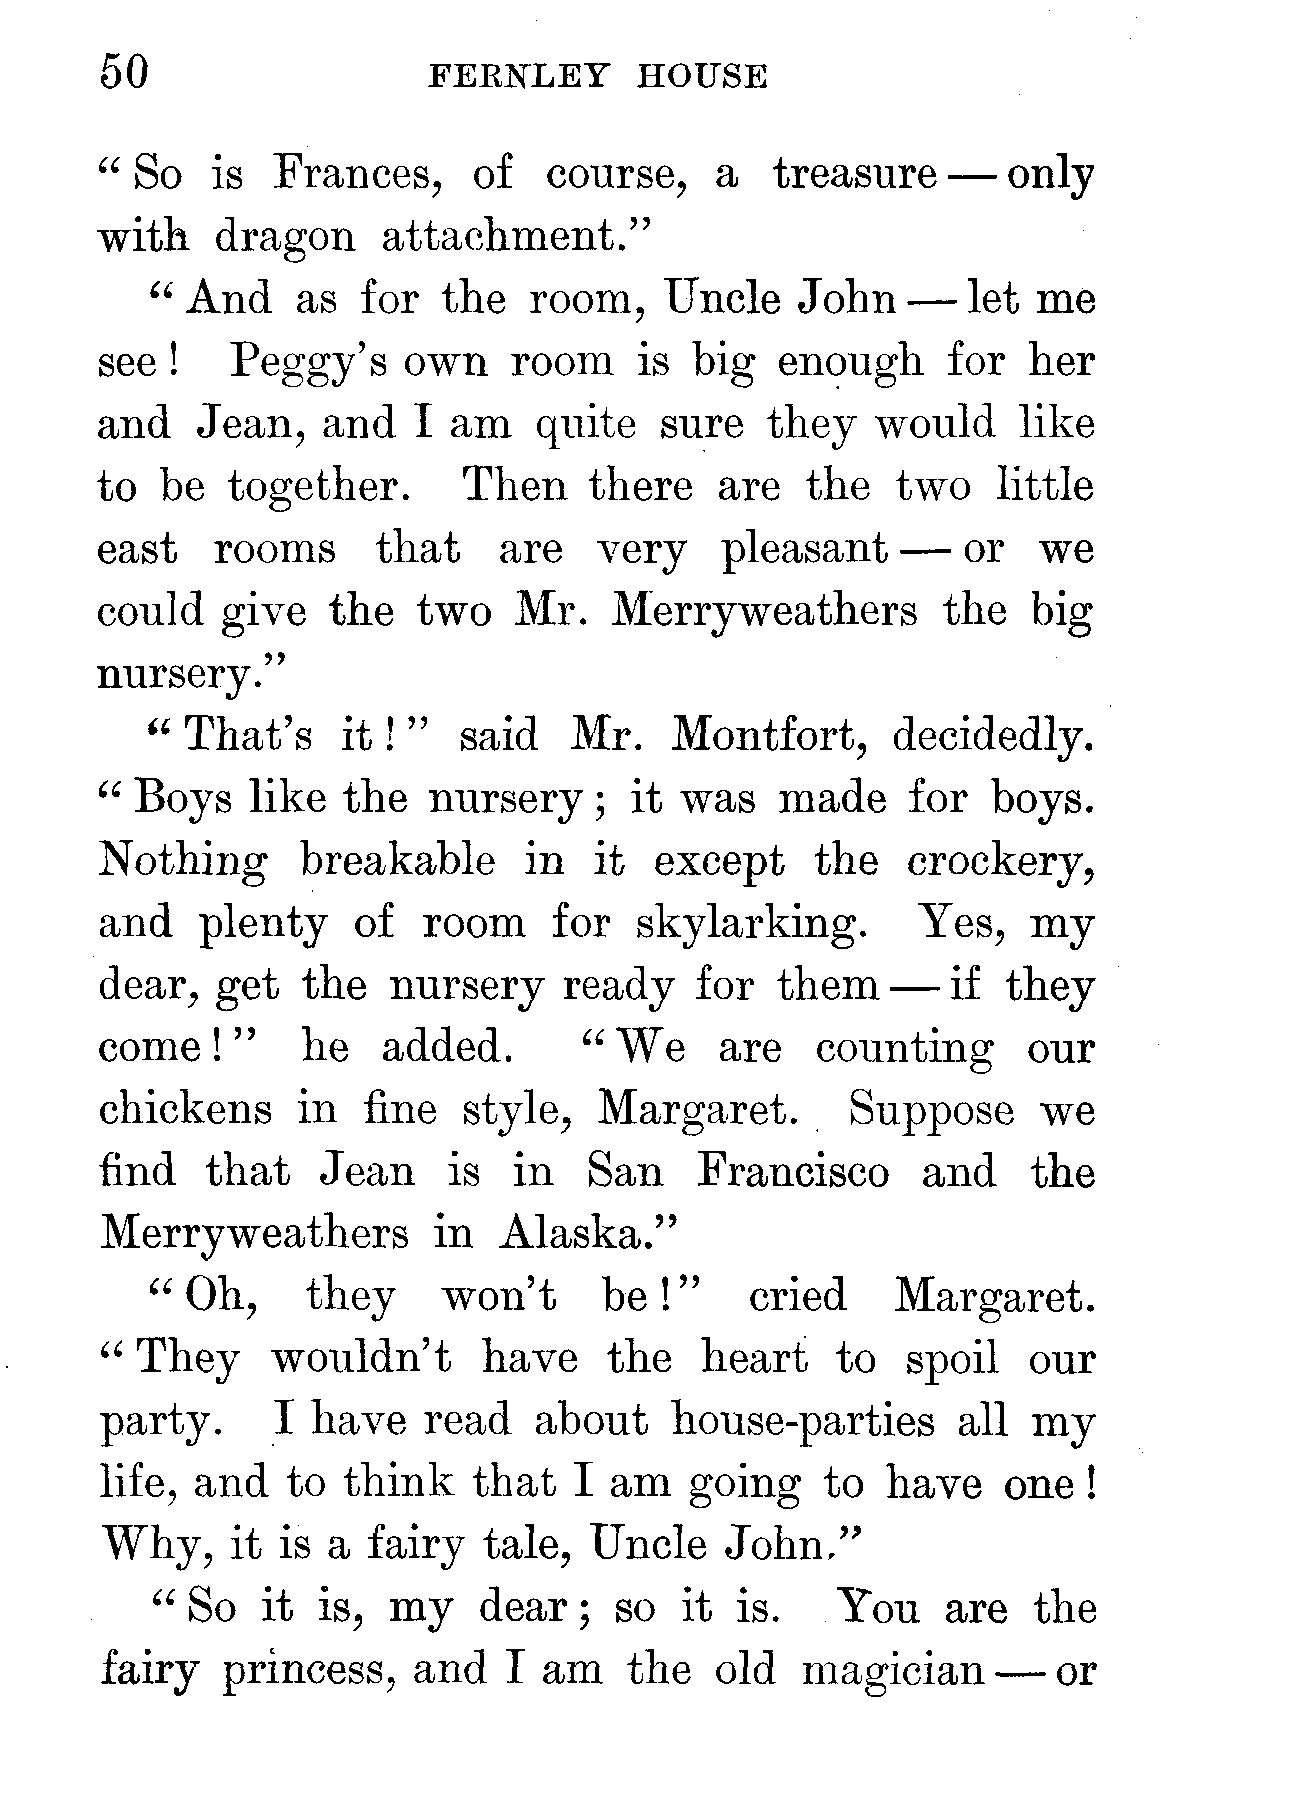 50 FERNLEY HOUSE
“ So is Frances, of course, a treasure — only
with dragon attachment.”
“ And as for the room, Uncle John — let me
see ! Peggy’s own room is big enough for her
and Jean, and I am quite sure they would like
to be together. Then there are the two little
east rooms that are very pleasant — or we
could give the two Mr. Merryweathers the big
nursery.”
“ That’s it ! ” said Mr. Montfort, decidedly.
“ Boys like the nursery ; it was made for boys.
Nothing breakable in it except the crockery,
and plenty of room for skylarking. Yes, my
dear, get the nursery ready for them — if they
come ! ” he added. “ We are counting our
chickens in fine style, Margaret. Suppose we
find that Jean is in San Francisco and the
Merryweathers in Alaska.”
“ Oh, they won’t be ! ” cried Margaret.
“ They wouldn’t have the heart to spoil our
party. I have read about house-parties all my
life, and to think that I am going to have one !
Why, it is a fairy tale, Uncle John.”
“ So it is, my dear ; so it is. You are the
fairy princess, and I am the old magician — or